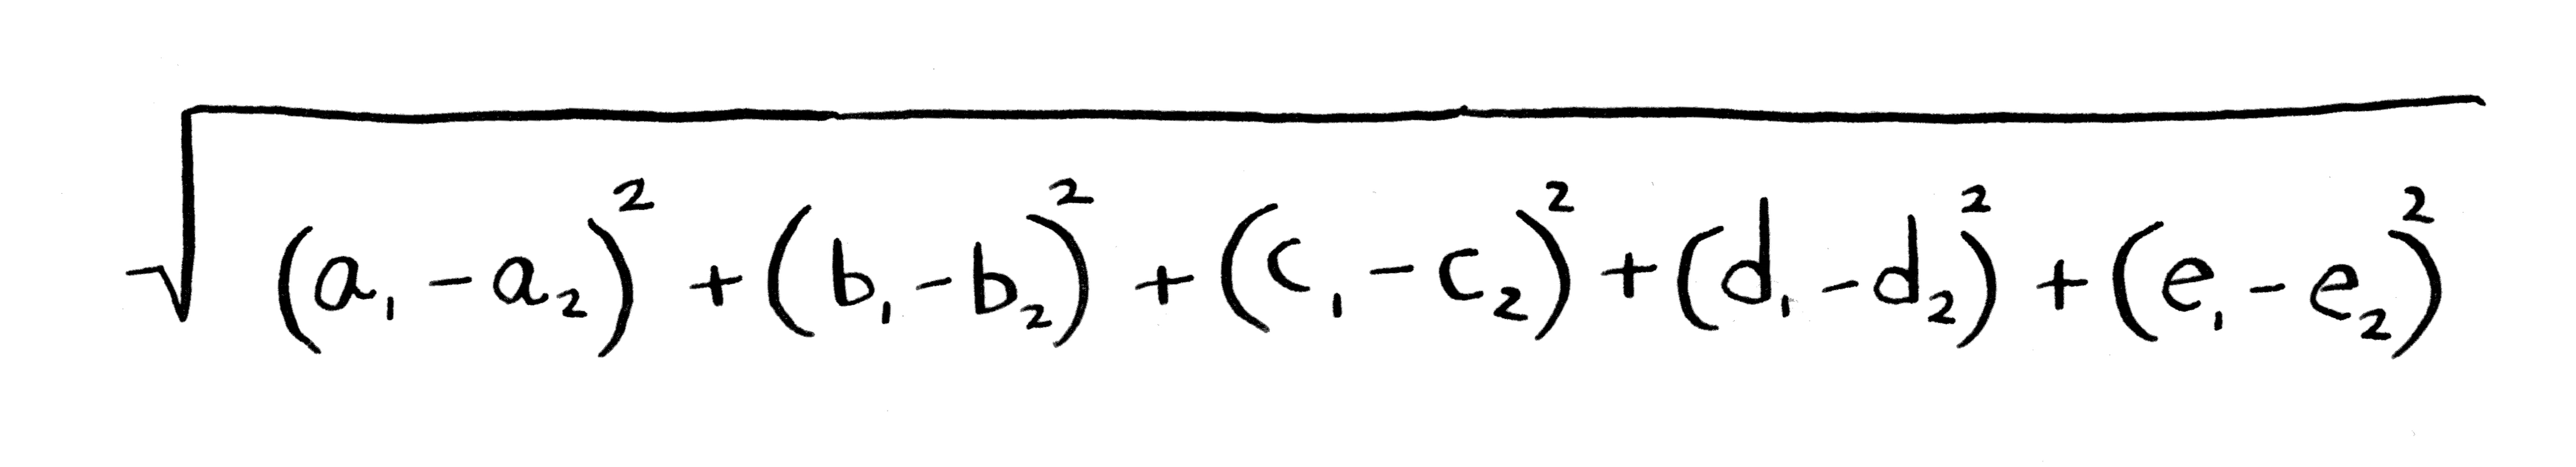 √((a₁ - a₂)² + (b₁ - b₂)² + (c₁ - c₂)² + (d₁ - d₂)² + (e₁ - e₂)²)